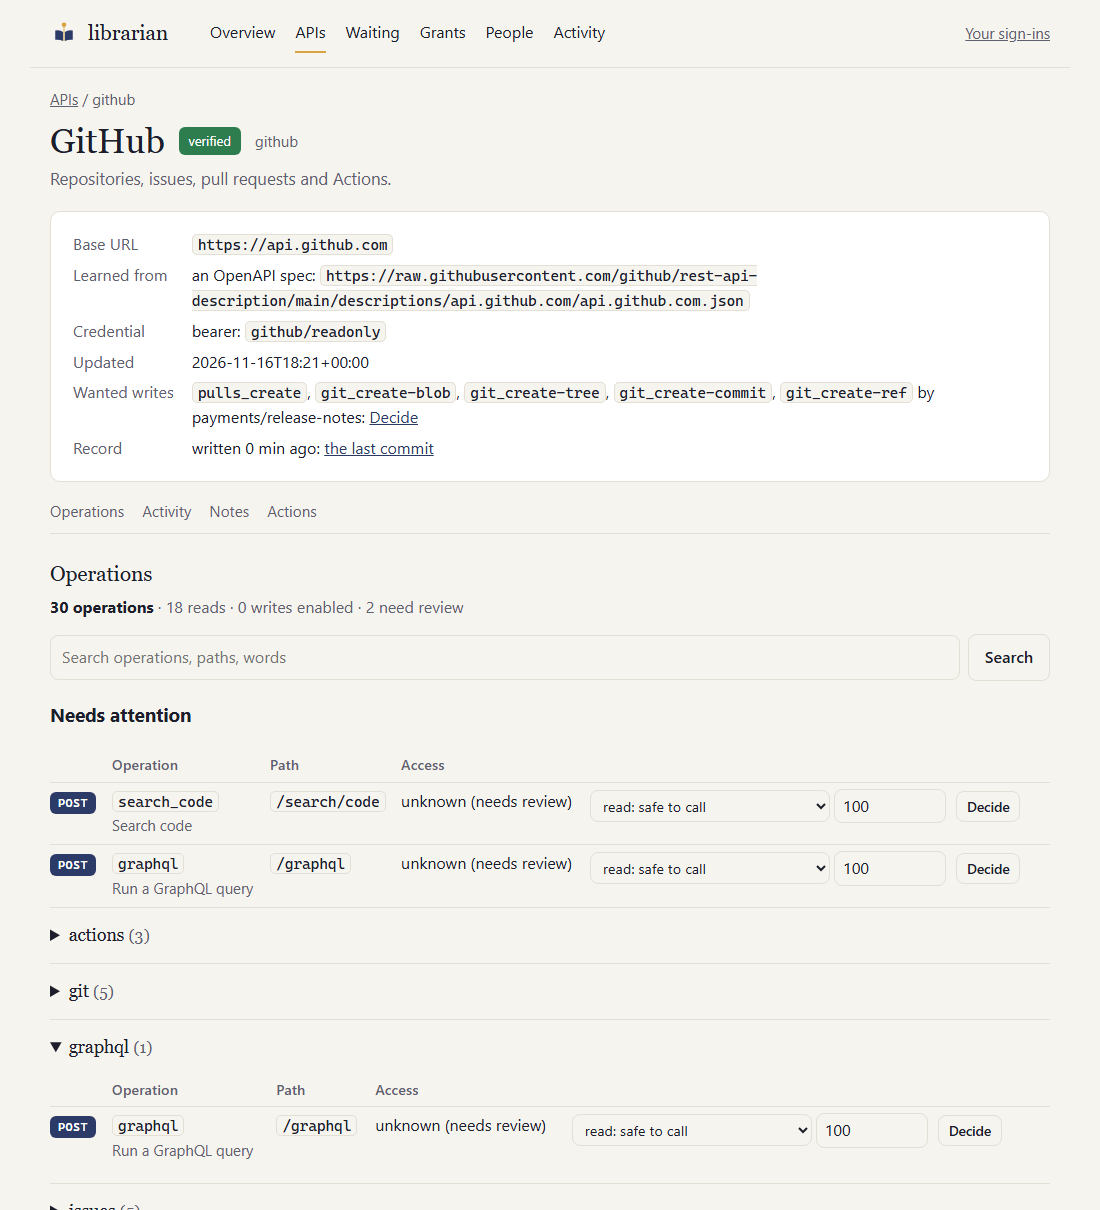 librarian
Overview APIs Waiting Grants People Activity Your sign-ins
APIs / github
GitHub verified github
Repositories, issues, pull requests and Actions.
Base URL https://api.github.com
Learned from an OpenAPI spec: https://raw.githubusercontent.com/github/rest-api-
description/main/descriptions/api.github.com/api.github.com.json
Credential bearer: github/readonly
Updated 2026-11-16T18:21+00:00
Wanted writes pulls_create, git_create-blob, git_create-tree, git_create-commit, git_create-ref by
payments/release-notes: Decide
Record written 0 min ago: the last commit
Operations Activity Notes Actions
Operations
30 operations · 18 reads · 0 writes enabled · 2 need review
Search operations, paths, words Search
Needs attention
Operation Path Access
POST search_code /search/code unknown (needs review) read: safe to call 100 Decide
Search code
POST graphql /graphql unknown (needs review) read: safe to call 100 Decide
Run a GraphQL query
actions (3)
git (5)
graphql (1)
Operation Path Access
POST graphql /graphql unknown (needs review) read: safe to call 100 Decide
Run a GraphQL query
issues (5)